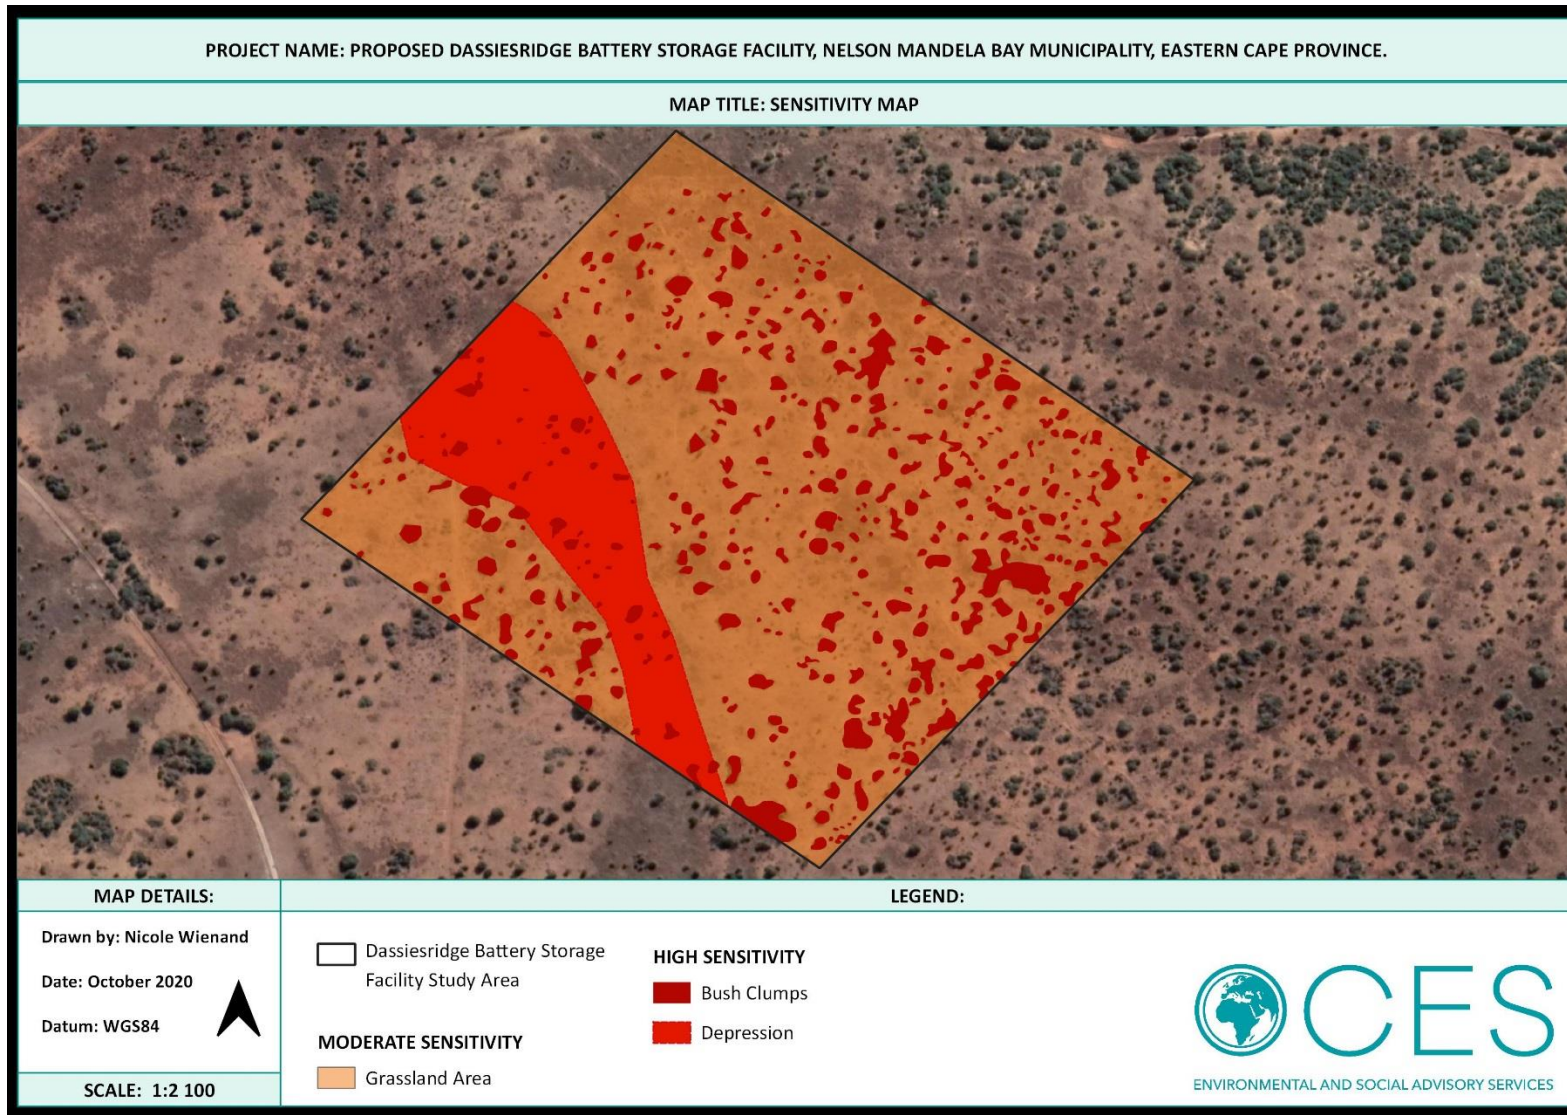 PROJECT NAME: PROPOSED DASSIESRIDGE BATTERY STORAGE FACILITY, NELSON MANDELA BAY MUNICIPALITY, EASTERN CAPE PROVINCE.
MAP TITLE: SENSITIVITY MAP
MAP DETAILS:
Drawn by: Nicole Wienand
Date: October 2020
Datum: WGS84
SCALE: 1:2 100
LEGEND:
Dassiesridge Battery Storage
Facility Study Area
MODERATE SENSITIVITY
Grassland Area
HIGH SENSITIVITY
Bush Clumps
Depression
CES
ENVIRONMENTAL AND SOCIAL ADVISORY SERVICES